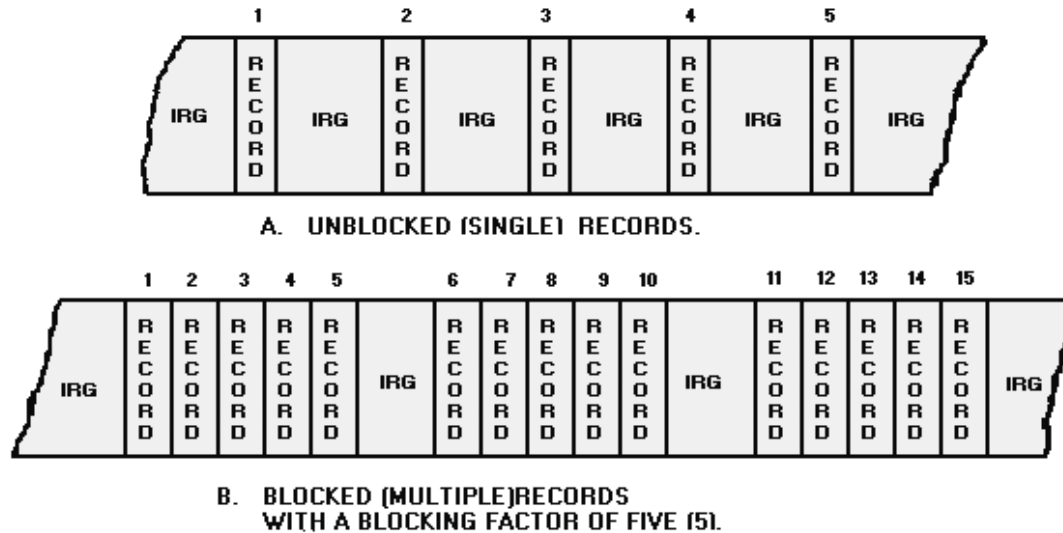 1 2 3 4 5
IRG RECORD IRG RECORD IRG RECORD IRG RECORD IRG RECORD IRG
A. UNBLOCKED (SINGLE) RECORDS.
1 2 3 4 5 6 7 8 9 10 11 12 13 14 15
IRG RECORD RECORD RECORD RECORD RECORD IRG RECORD RECORD RECORD RECORD RECORD IRG RECORD RECORD RECORD RECORD RECORD IRG
B. BLOCKED (MULTIPLE)RECORDS
WITH A BLOCKING FACTOR OF FIVE (5).